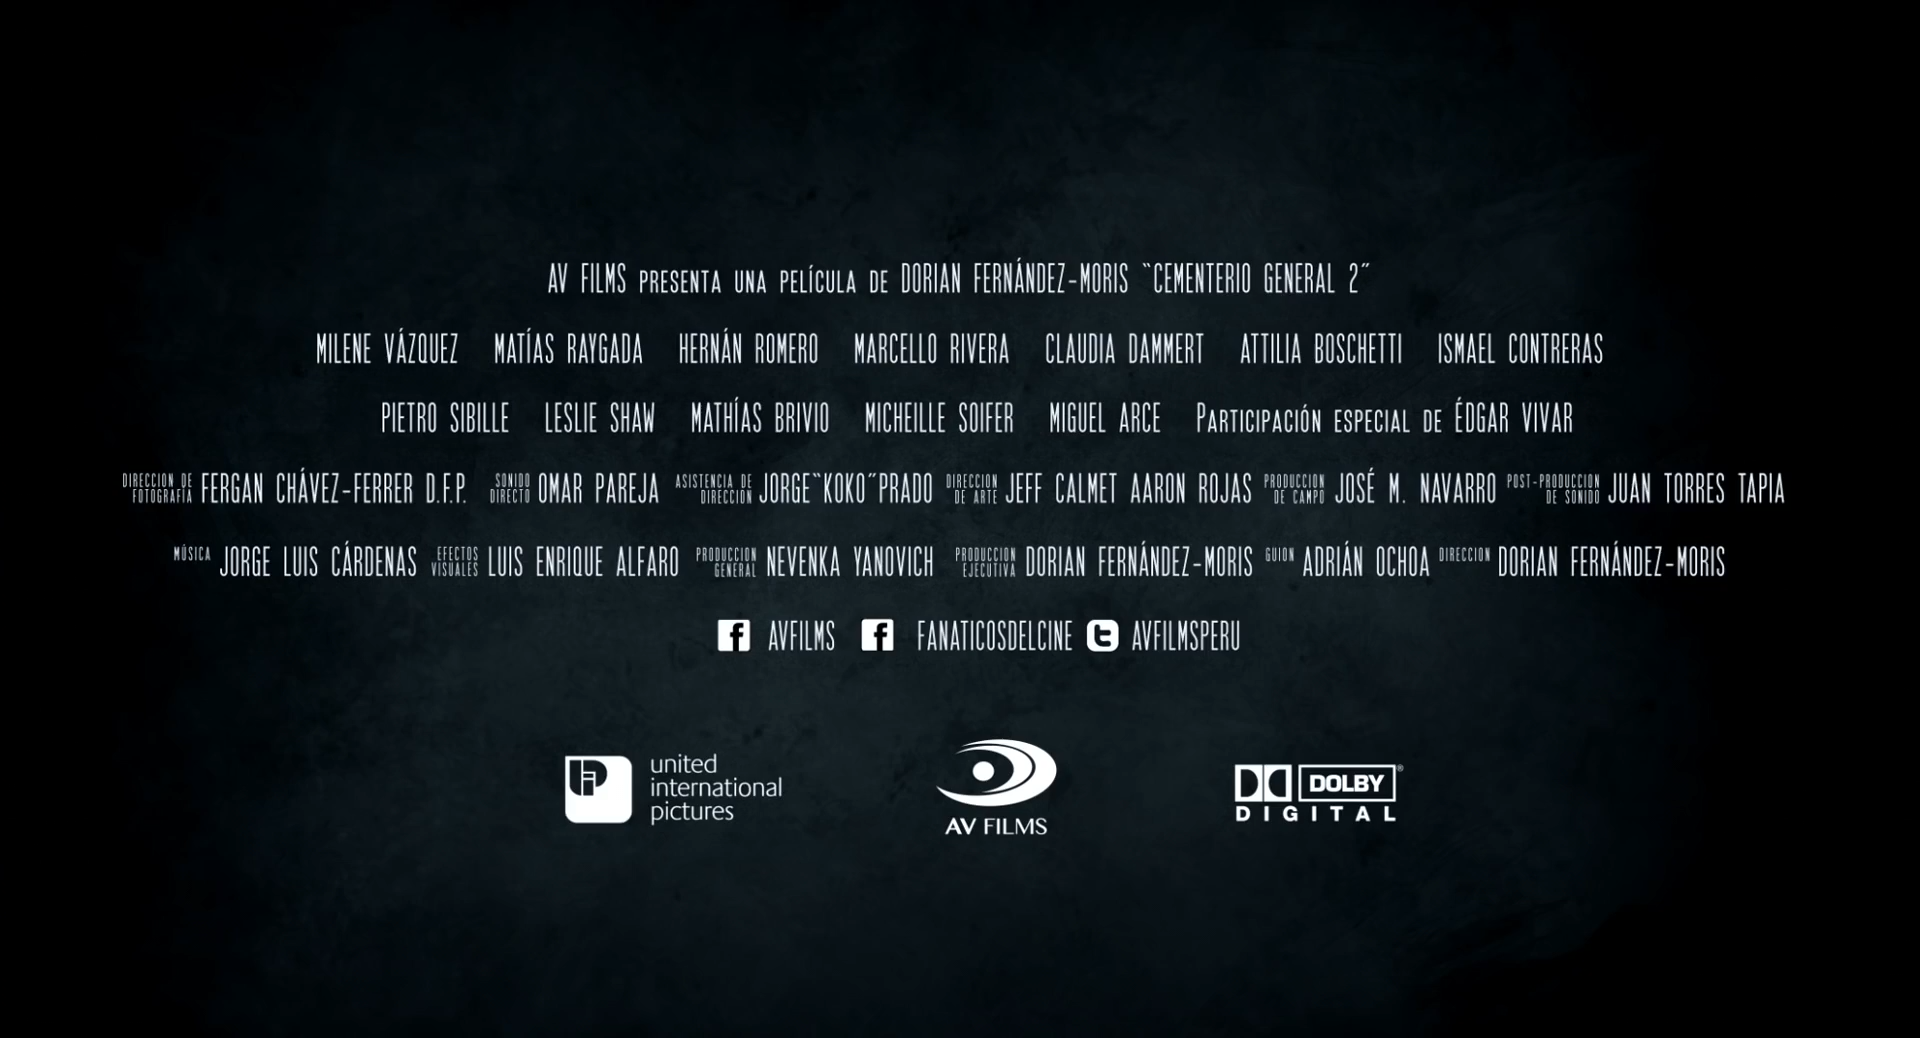 AV FILMS PRESENTA UNA PELÍCULA DE DORIAN FERNÁNDEZ-MORIS "CEMENTERIO GENERAL 2"
MILENE VÁZQUEZ MATÍAS RAYGADA HERNÁN ROMERO MARCELLO RIVERA CLAUDIA DAMMERT ATTILIA BOSCHETTI ISMAEL CONTRERAS
PIETRO SIBILLE LESLIE SHAW MATHÍAS BRIVIO MICHEILLE SOIFER MIGUEL ARCE PARTICIPACIÓN ESPECIAL DE ÉDGAR VIVAR
DIRECCION DE FOTOGRAFIA FERGAN CHÁVEZ-FERRER D.F.P. SONIDO DIRECTO OMAR PAREJA ASISTENCIA DE DIRECCION JORGE"KOKO"PRADO DIRECCION DE ARTE JEFF CALMET AARON ROJAS PRODUCCION DE CAMPO JOSÉ M. NAVARRO POST-PRODUCCION DE SONIDO JUAN TORRES TAPIA
MÚSICA JORGE LUIS CÁRDENAS EFECTOS VISUALES LUIS ENRIQUE ALFARO PRODUCCION GENERAL NEVENKA YANOVICH PRODUCCION EJECUTIVA DORIAN FERNÁNDEZ-MORIS GUION ADRIÁN OCHOA DIRECCION DORIAN FERNÁNDEZ-MORIS
AVFILMS FANATICOSDELCINE AVFILMSPERU
united
international
pictures
AV FILMS
DOLBY®
DIGITAL